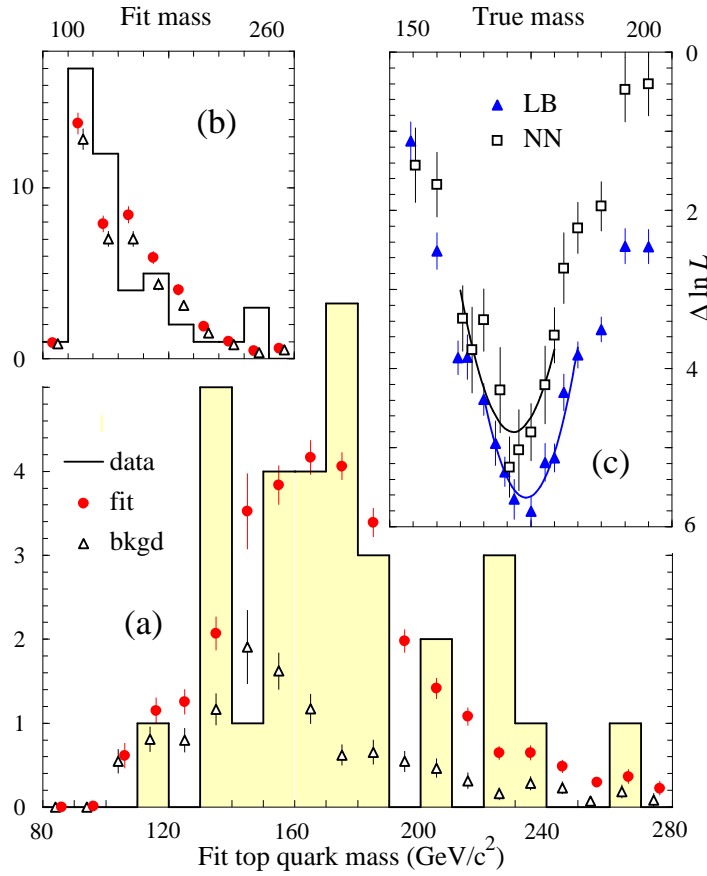 Fit mass
True mass
100
260
150
200
0
(b)
LB
NN
10
2
Δ ln L
0
4
data
(c)
4
fit
3
bkgd
6
2
(a)
1
0
80
120
160
200
240
280
Fit top quark mass (GeV/c²)